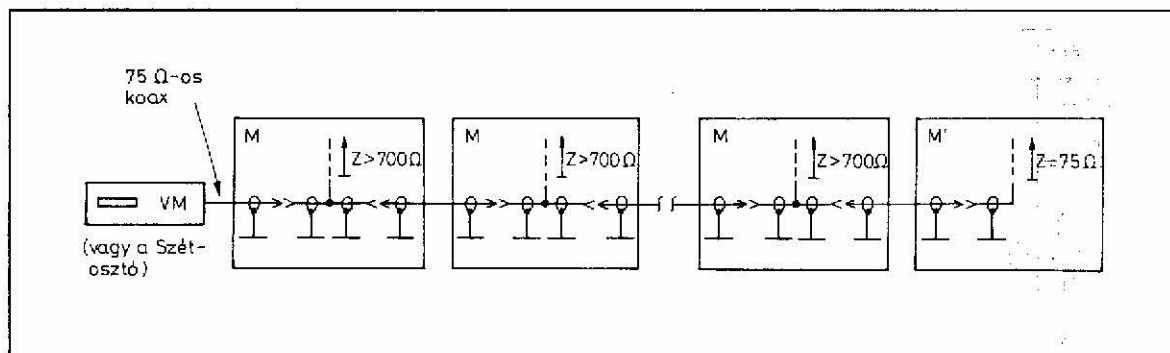 75 Ω-os
koax
M
Z>700Ω
M
Z>700Ω
M
Z>700Ω
M'
Z=75Ω
VM
(vagy a Szét-
osztó)